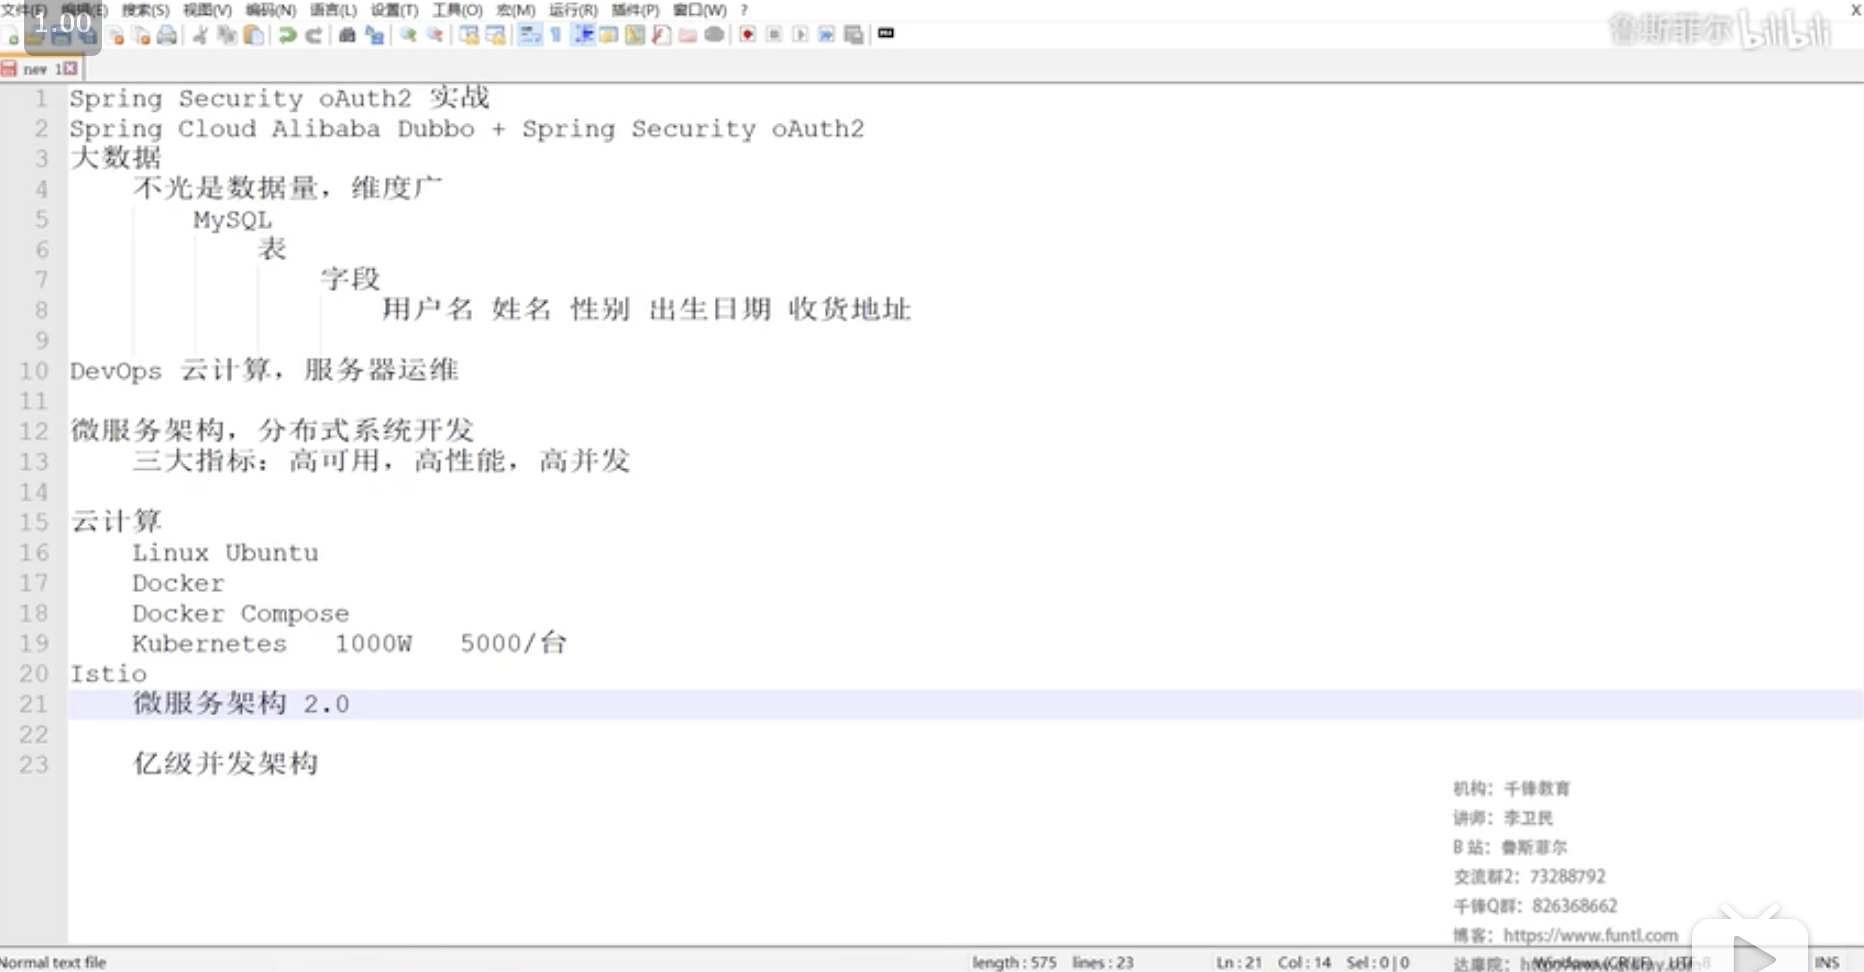 文件(F) 编辑(E) 搜索(S) 视图(V) 编码(N) 语言(L) 设置(T) 工具(O) 宏(M) 运行(R) 插件(P) 窗口(W) ? X
1.00
鲁斯菲尔 bilibili
new 1
1 Spring Security oAuth2 实战
2 Spring Cloud Alibaba Dubbo + Spring Security oAuth2
3 大数据
4 不光是数据量，维度广
5 MySQL
6 表
7 字段
8 用户名 姓名 性别 出生日期 收货地址
9
10 DevOps 云计算，服务器运维
11
12 微服务架构，分布式系统开发
13 三大指标：高可用，高性能，高并发
14
15 云计算
16 Linux Ubuntu
17 Docker
18 Docker Compose
19 Kubernetes 1000W 5000/台
20 Istio
21 微服务架构 2.0
22
23 亿级并发架构
机构：千锋教育
讲师：李卫民
B 站：鲁斯菲尔
交流群2：73288792
千锋Q群：826368662
博客：https://www.funtl.com
达摩院：
Normal text file length : 575 lines : 23 Ln : 21 Col : 14 Sel : 0 | 0 Windows (CR LF) UTF-8 INS